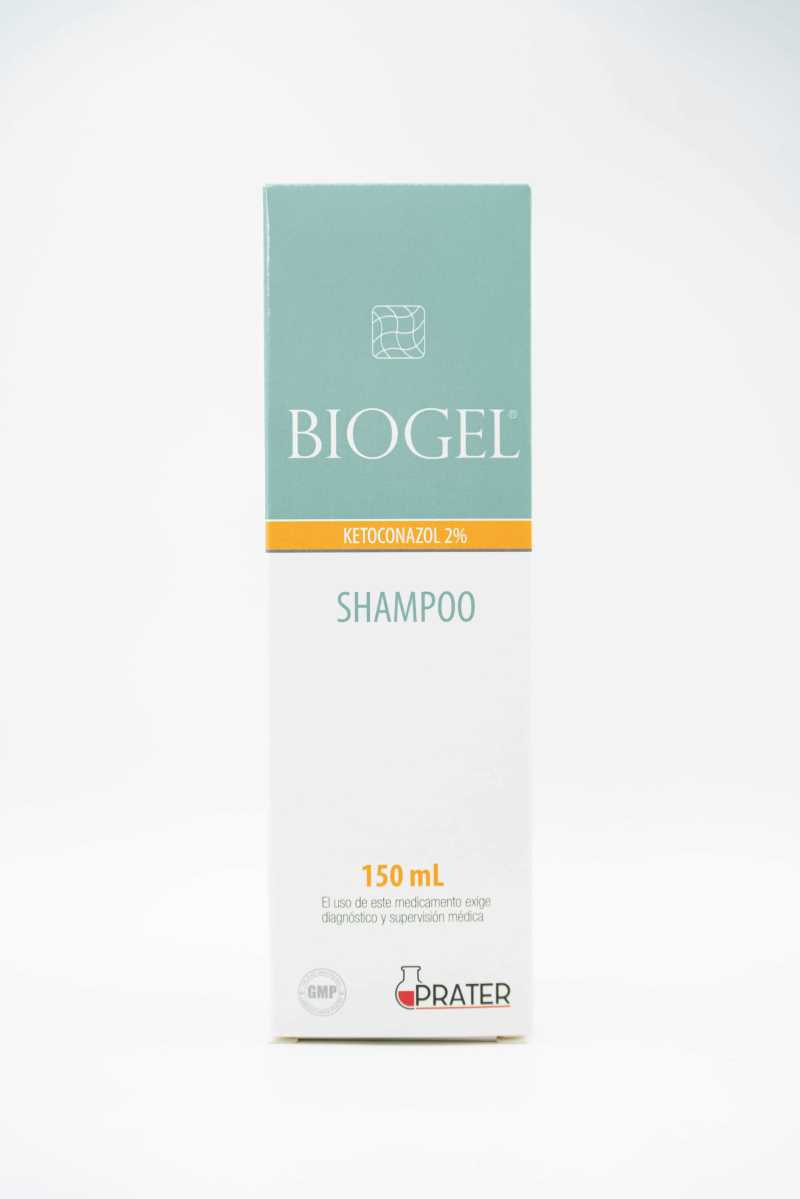 BIOGEL®
KETOCONAZOL 2%
SHAMPOO
150 mL
El uso de este medicamento exige
diagnóstico y supervisión médica
GMP
PRATER